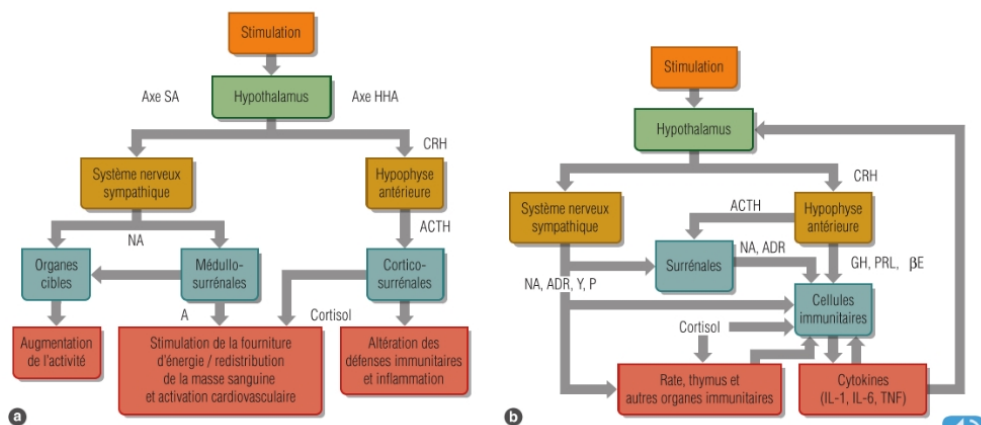 Stimulation
Axe SA
Hypothalamus
Axe HHA
CRH
Système nerveux
sympathique
Hypophyse
antérieure
NA
ACTH
Organes
cibles
Médullo-
surrénales
Cortico-
surrénales
A
Cortisol
Augmentation
de l'activité
Stimulation de la fourniture
d'énergie / redistribution
de la masse sanguine
et activation cardiovasculaire
Altération des
défenses immunitaires
et inflammation
a
Stimulation
Hypothalamus
CRH
Système nerveux
sympathique
ACTH
Hypophyse
antérieure
Surrénales
NA, ADR
GH, PRL, βE
NA, ADR, Y, P
Cellules
immunitaires
Cortisol
Rate, thymus et
autres organes immunitaires
Cytokines
(IL-1, IL-6, TNF)
b